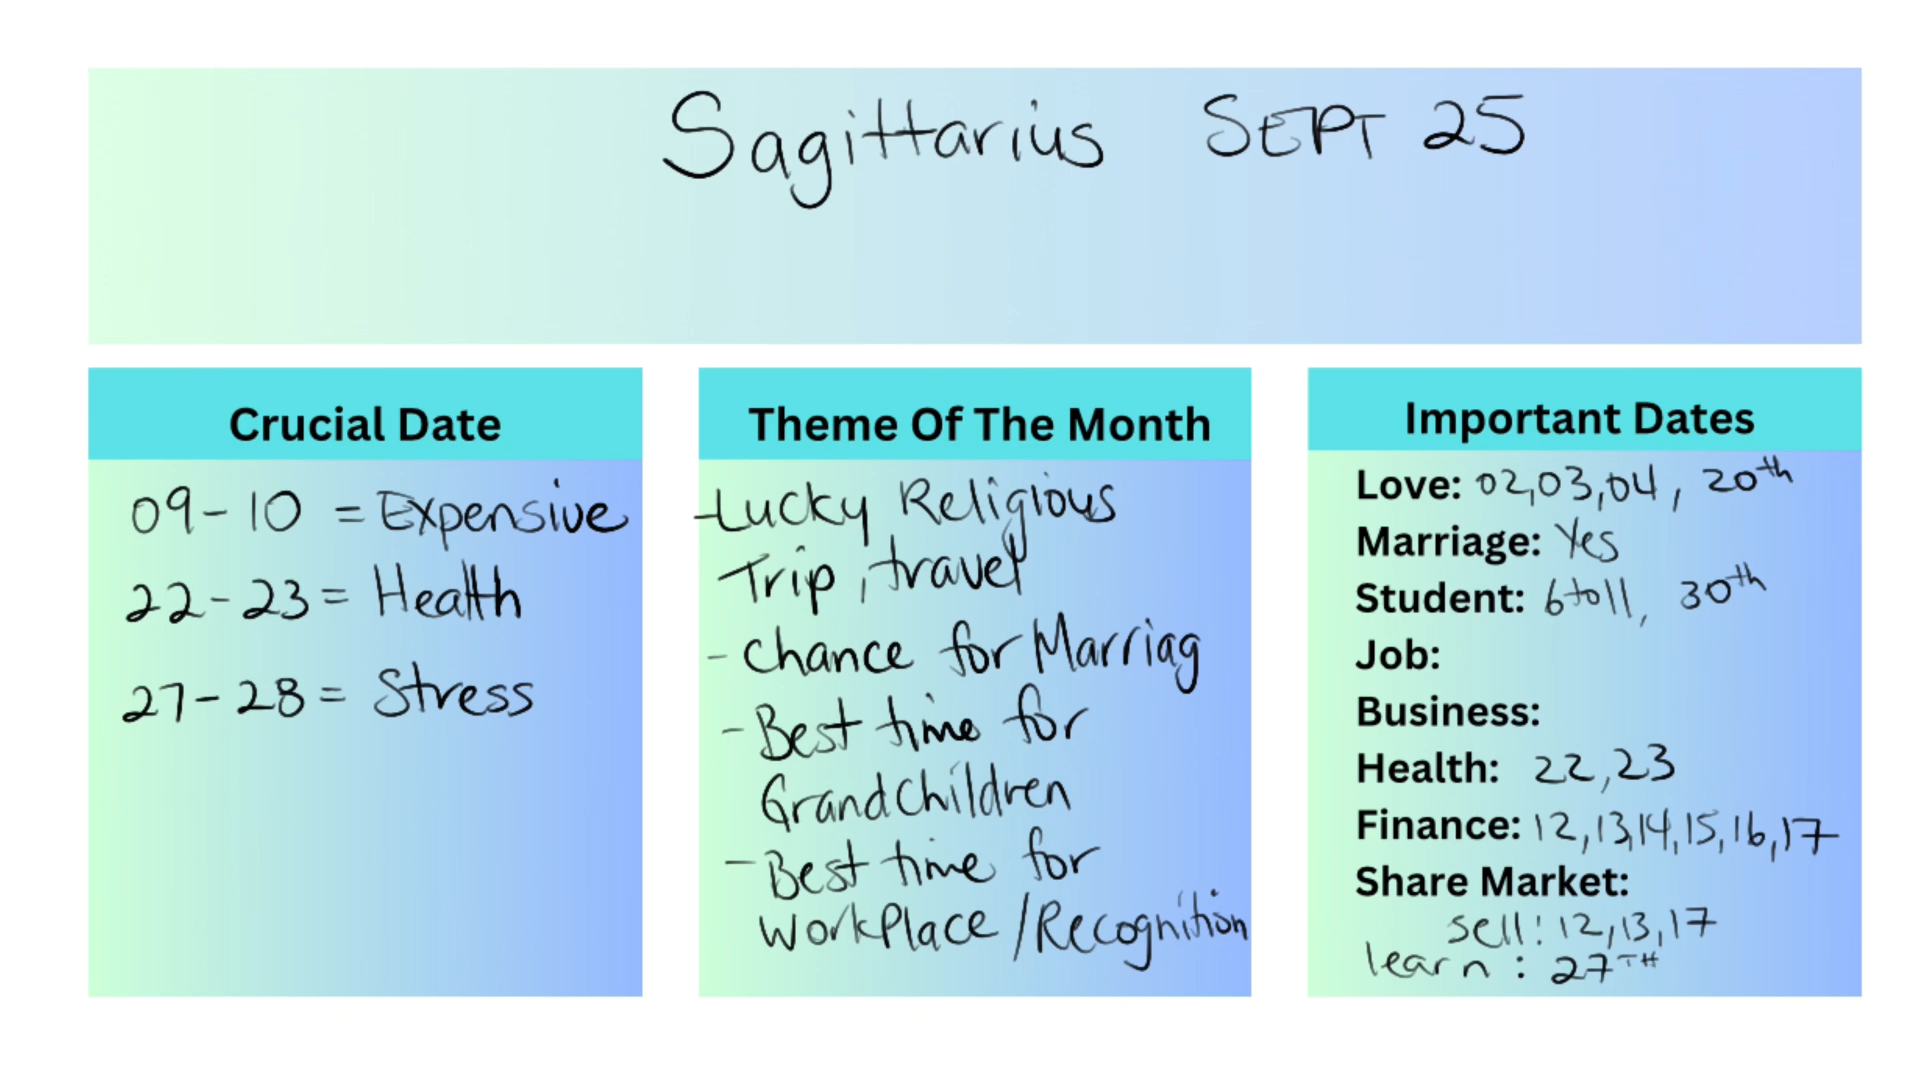 Sagittarius SEPT 25
Crucial Date
09-10 = Expensive
22-23 = Health
27-28 = Stress
Theme Of The Month
-Lucky Religious
Trip, travel
- Chance for Marriag
- Best time for
GrandChildren
- Best time for
WorkPlace/Recognition
Important Dates
Love: 02,03,04, 20th
Marriage: Yes
Student: 6to11, 30th
Job:
Business:
Health: 22,23
Finance: 12,13,14,15,16,17
Share Market:
sell: 12,13,17
learn: 27TH